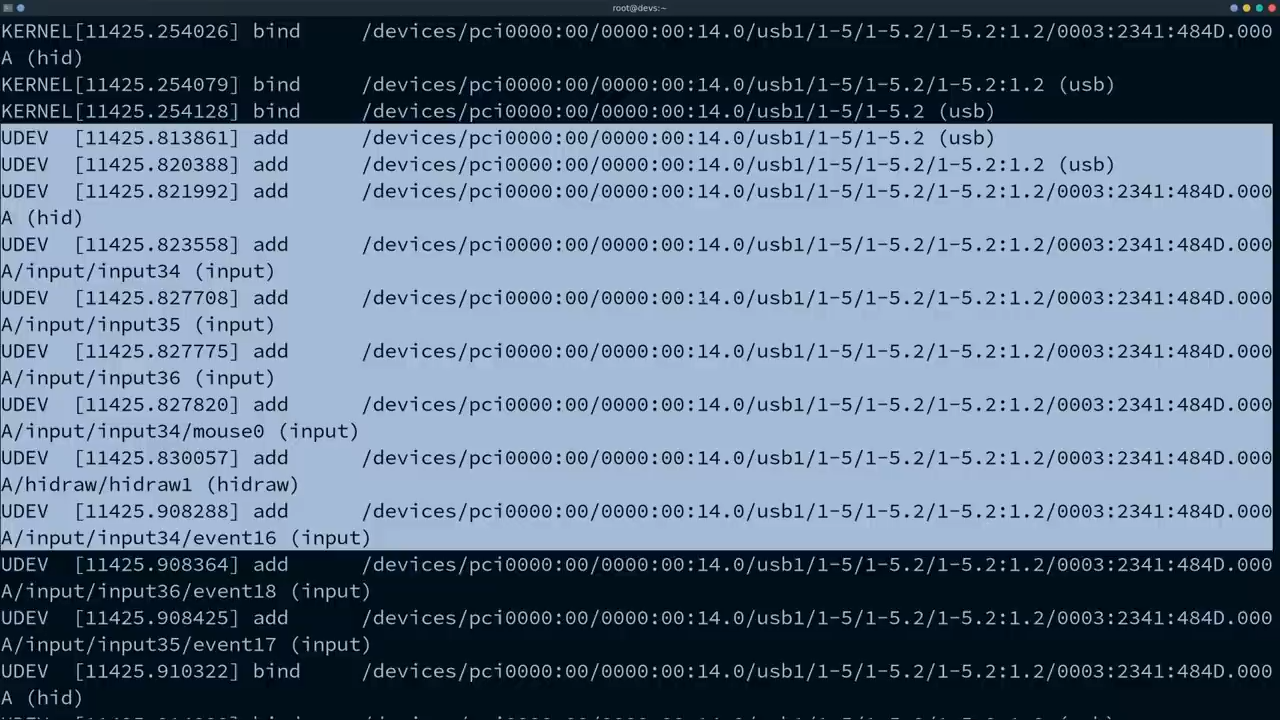 root@devs:~
KERNEL[11425.254026] bind     /devices/pci0000:00/0000:00:14.0/usb1/1-5/1-5.2/1-5.2:1.2/0003:2341:484D.000
A (hid)
KERNEL[11425.254079] bind     /devices/pci0000:00/0000:00:14.0/usb1/1-5/1-5.2/1-5.2:1.2 (usb)
KERNEL[11425.254128] bind     /devices/pci0000:00/0000:00:14.0/usb1/1-5/1-5.2 (usb)
UDEV  [11425.813861] add      /devices/pci0000:00/0000:00:14.0/usb1/1-5/1-5.2 (usb)
UDEV  [11425.820388] add      /devices/pci0000:00/0000:00:14.0/usb1/1-5/1-5.2/1-5.2:1.2 (usb)
UDEV  [11425.821992] add      /devices/pci0000:00/0000:00:14.0/usb1/1-5/1-5.2/1-5.2:1.2/0003:2341:484D.000
A (hid)
UDEV  [11425.823558] add      /devices/pci0000:00/0000:00:14.0/usb1/1-5/1-5.2/1-5.2:1.2/0003:2341:484D.000
A/input/input34 (input)
UDEV  [11425.827708] add      /devices/pci0000:00/0000:00:14.0/usb1/1-5/1-5.2/1-5.2:1.2/0003:2341:484D.000
A/input/input35 (input)
UDEV  [11425.827775] add      /devices/pci0000:00/0000:00:14.0/usb1/1-5/1-5.2/1-5.2:1.2/0003:2341:484D.000
A/input/input36 (input)
UDEV  [11425.827820] add      /devices/pci0000:00/0000:00:14.0/usb1/1-5/1-5.2/1-5.2:1.2/0003:2341:484D.000
A/input/input34/mouse0 (input)
UDEV  [11425.830057] add      /devices/pci0000:00/0000:00:14.0/usb1/1-5/1-5.2/1-5.2:1.2/0003:2341:484D.000
A/hidraw/hidraw1 (hidraw)
UDEV  [11425.908288] add      /devices/pci0000:00/0000:00:14.0/usb1/1-5/1-5.2/1-5.2:1.2/0003:2341:484D.000
A/input/input34/event16 (input)
UDEV  [11425.908364] add      /devices/pci0000:00/0000:00:14.0/usb1/1-5/1-5.2/1-5.2:1.2/0003:2341:484D.000
A/input/input36/event18 (input)
UDEV  [11425.908425] add      /devices/pci0000:00/0000:00:14.0/usb1/1-5/1-5.2/1-5.2:1.2/0003:2341:484D.000
A/input/input35/event17 (input)
UDEV  [11425.910322] bind     /devices/pci0000:00/0000:00:14.0/usb1/1-5/1-5.2/1-5.2:1.2/0003:2341:484D.000
A (hid)